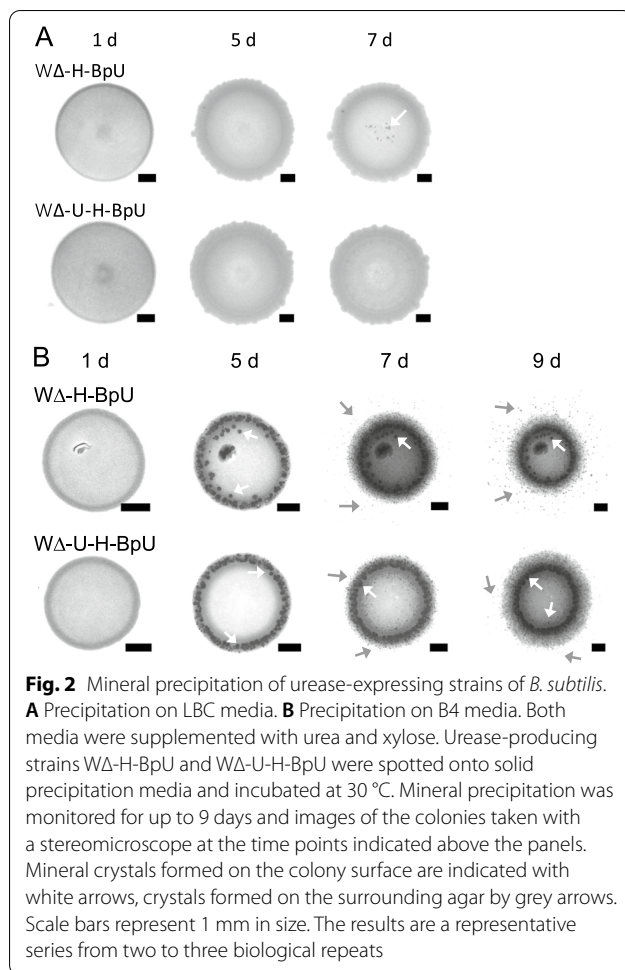 A
1 d 5 d 7 d
WΔ-H-BpU
WΔ-U-H-BpU
B
1 d 5 d 7 d 9 d
WΔ-H-BpU
WΔ-U-H-BpU
Fig. 2 Mineral precipitation of urease-expressing strains of B. subtilis.
A Precipitation on LBC media. B Precipitation on B4 media. Both
media were supplemented with urea and xylose. Urease-producing
strains WΔ-H-BpU and WΔ-U-H-BpU were spotted onto solid
precipitation media and incubated at 30 °C. Mineral precipitation was
monitored for up to 9 days and images of the colonies taken with
a stereomicroscope at the time points indicated above the panels.
Mineral crystals formed on the colony surface are indicated with
white arrows, crystals formed on the surrounding agar by grey arrows.
Scale bars represent 1 mm in size. The results are a representative
series from two to three biological repeats